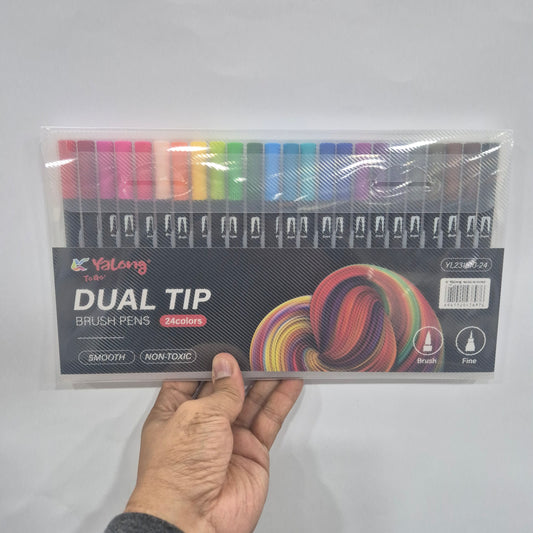 Yalong
DUAL TIP
BRUSH PENS 24colors
SMOOTH NON-TOXIC
Brush Fine